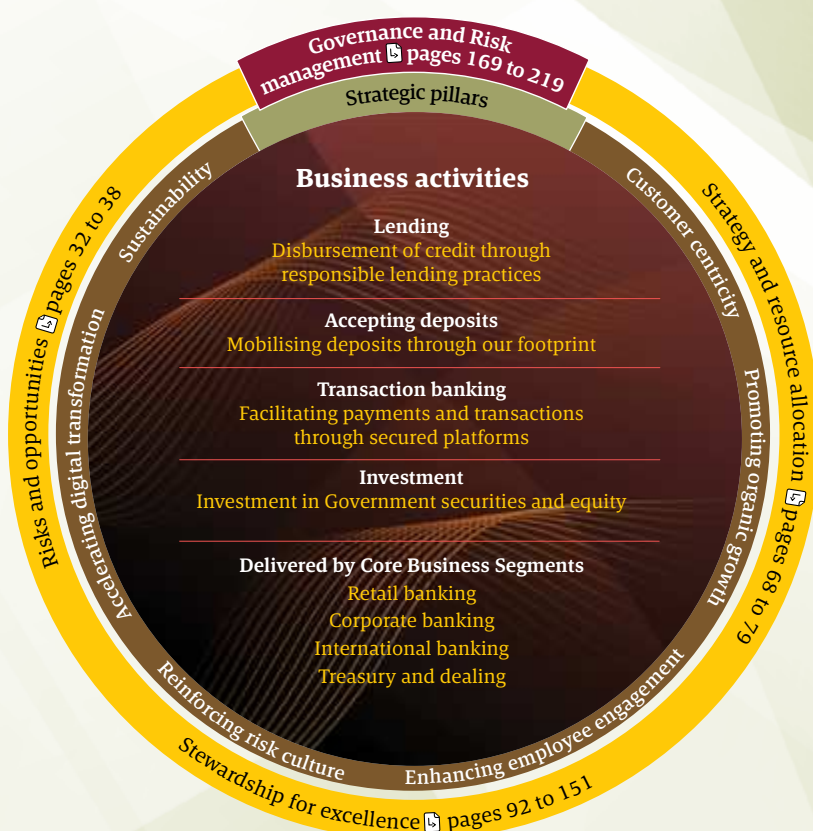 Governance and Risk
management pages 169 to 219
Strategic pillars
Business activities
Lending
Disbursement of credit through
responsible lending practices
Accepting deposits
Mobilising deposits through our footprint
Transaction banking
Facilitating payments and transactions
through secured platforms
Investment
Investment in Government securities and equity
Delivered by Core Business Segments
Retail banking
Corporate banking
International banking
Treasury and dealing
Customer centricity
Promoting organic growth
Enhancing employee engagement
Reinforcing risk culture
Accelerating digital transformation
Sustainability
Strategy and resource allocation pages 68 to 79
Stewardship for excellence pages 92 to 151
Risks and opportunities pages 32 to 38